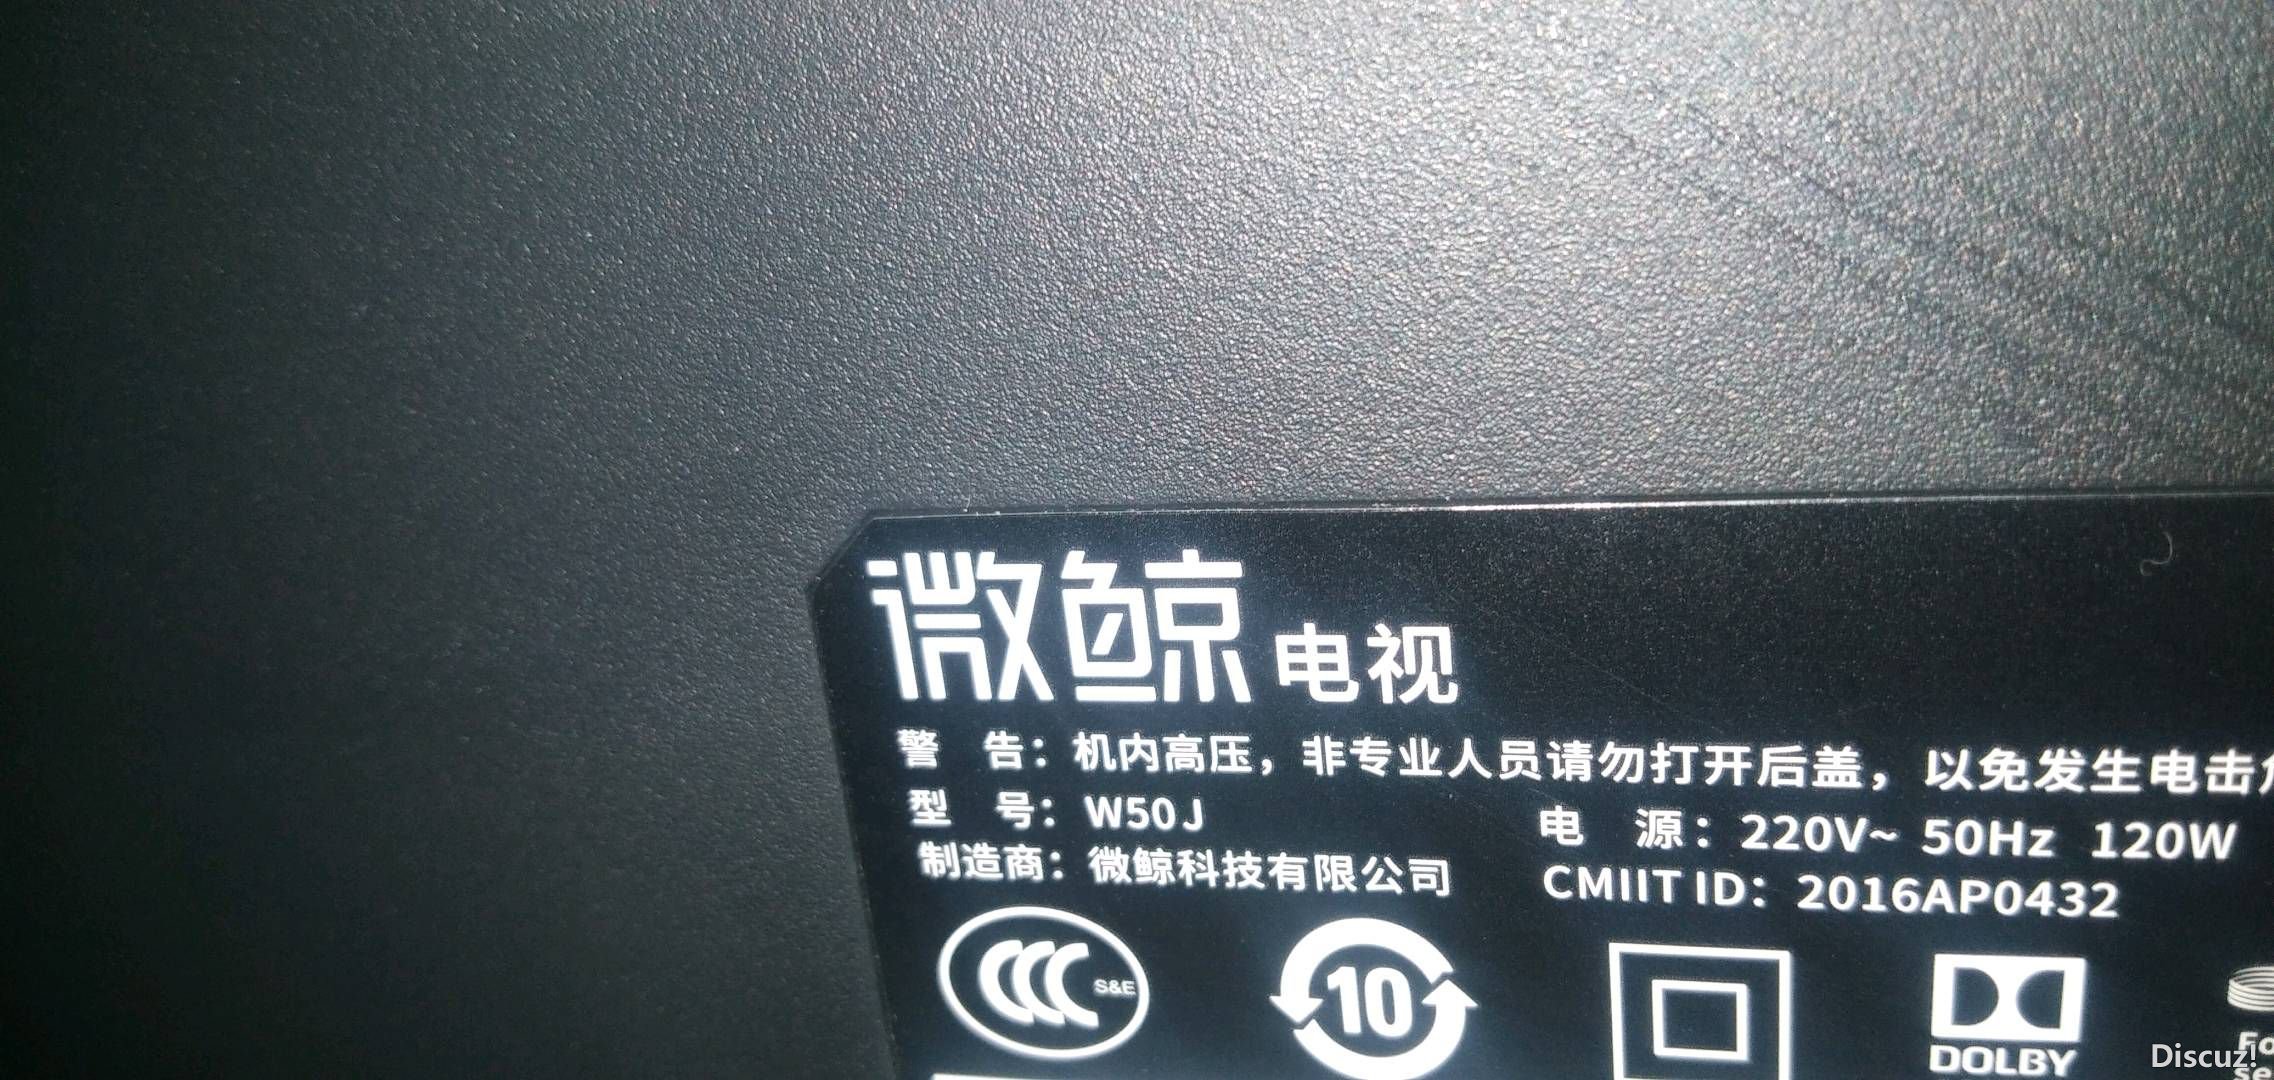 微鲸电视
警 告：机内高压，非专业人员请勿打开后盖，以免发生电击
型 号：W50J
电 源：220V~ 50Hz 120W
制造商：微鲸科技有限公司
CMIIT ID：2016AP0432
CCC S&E
10
DOLBY
Fo
se
Discuz!